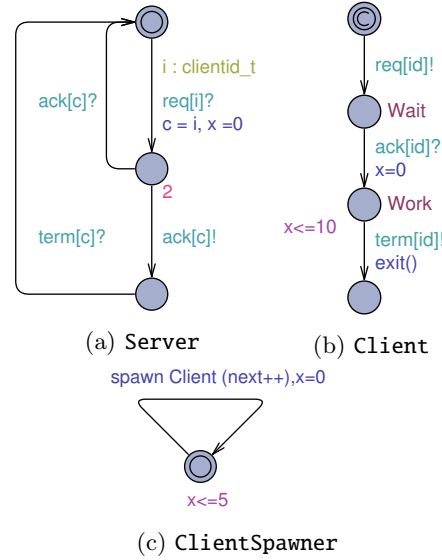 i : clientid_t
ack[c]?
req[i]?
c = i, x =0
2
term[c]?
ack[c]!
(a) Server
C
req[id]!
Wait
ack[id]?
x=0
Work
x<=10
term[id]!
exit()
(b) Client
spawn Client (next++),x=0
x<=5
(c) ClientSpawner